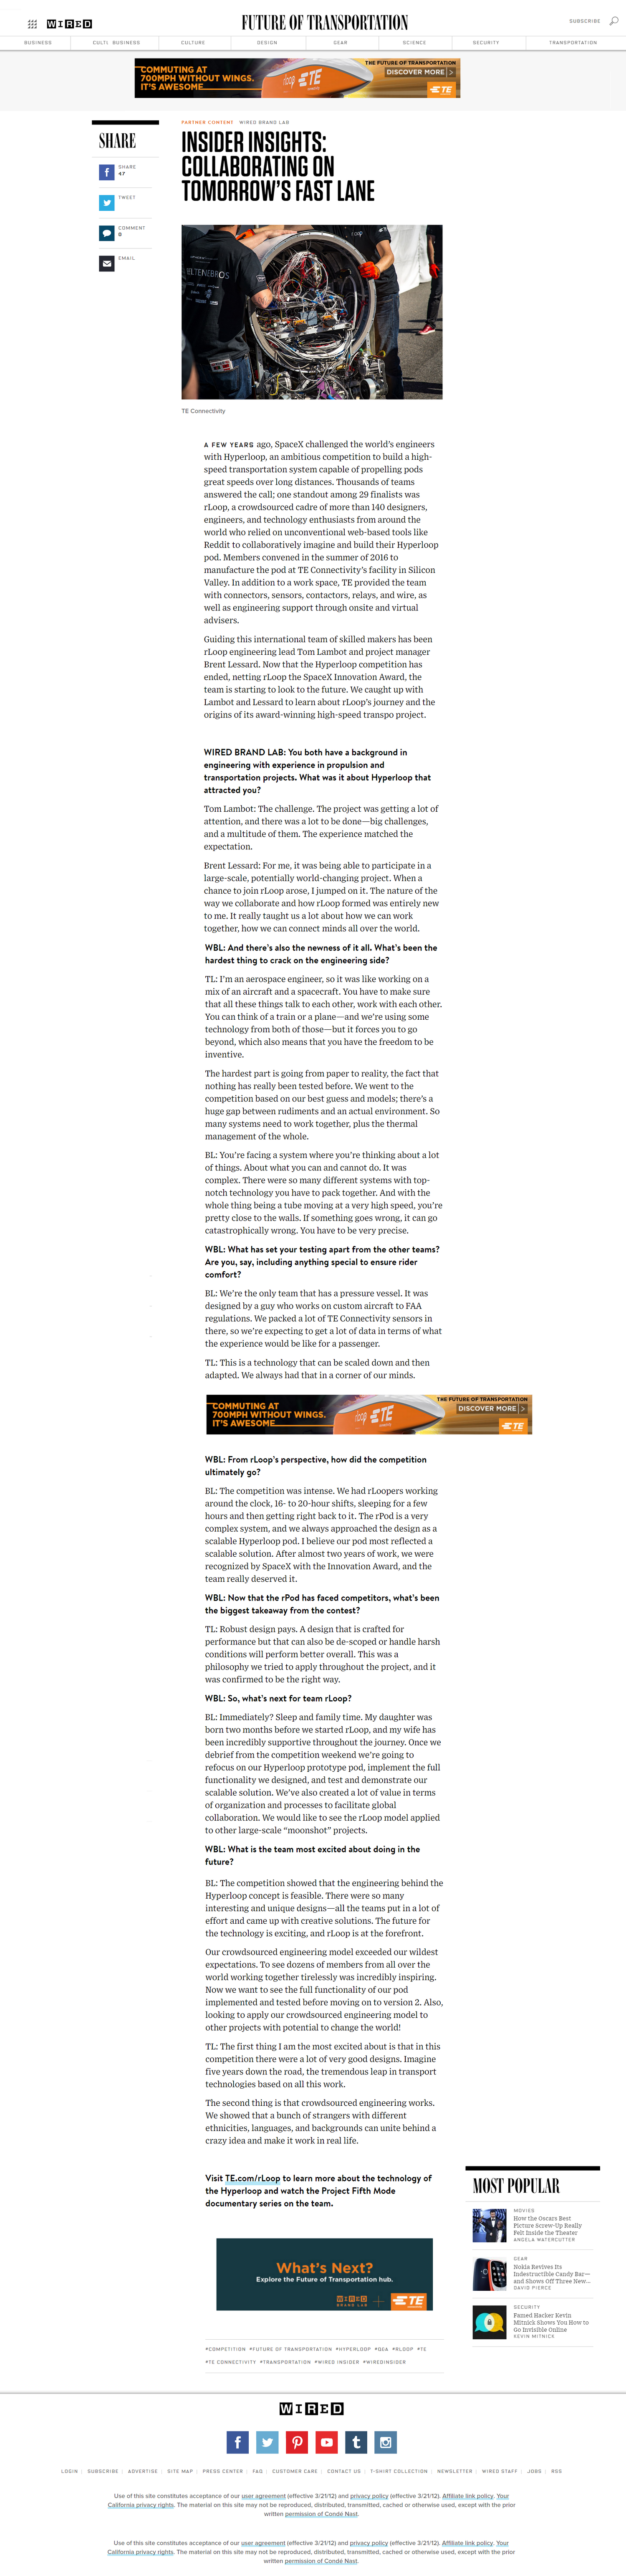 WIRED
FUTURE OF TRANSPORTATION
SUBSCRIBE
BUSINESS
CULTURE
DESIGN
GEAR
SCIENCE
SECURITY
TRANSPORTATION
COMMUTING AT
700MPH WITHOUT WINGS.
IT'S AWESOME.
loop
THE FUTURE OF TRANSPORTATION
DISCOVER MORE
TE
SHARE
SHARE
47
TWEET
COMMENT
0
EMAIL
PARTNER CONTENT WIRED BRAND LAB
INSIDER INSIGHTS:
COLLABORATING ON
TOMORROW'S FAST LANE
ELTENEBROS
TE Connectivity
A FEW YEARS ago, SpaceX challenged the world's engineers
with Hyperloop, an ambitious competition to build a high-
speed transportation system capable of propelling pods
great speeds over long distances. Thousands of teams
answered the call; one standout among 29 finalists was
rLoop, a crowdsourced cadre of more than 140 designers,
engineers, and technology enthusiasts from around the
world who relied on unconventional web-based tools like
Reddit to collaboratively imagine and build their Hyperloop
pod. Members convened in the summer of 2016 to
manufacture the pod at TE Connectivity's facility in Silicon
Valley. In addition to a work space, TE provided the team
with connectors, sensors, contactors, relays, and wire, as
well as engineering support through onsite and virtual
advisers.
Guiding this international team of skilled makers has been
rLoop engineering lead Tom Lambot and project manager
Brent Lessard. Now that the Hyperloop competition has
ended, netting rLoop the SpaceX Innovation Award, the
team is starting to look to the future. We caught up with
Lambot and Lessard to learn about rLoop's journey and the
origins of its award-winning high-speed transpo project.
WIRED BRAND LAB: You both have a background in
engineering with experience in propulsion and
transportation projects. What was it about Hyperloop that
attracted you?
Tom Lambot: The challenge. The project was getting a lot of
attention, and there was a lot to be done—big challenges,
and a multitude of them. The experience matched the
expectation.
Brent Lessard: For me, it was being able to participate in a
large-scale, potentially world-changing project. When a
chance to join rLoop arose, I jumped on it. The nature of the
way we collaborate and how rLoop formed was entirely new
to me. It really taught us a lot about how we can work
together, how we can connect minds all over the world.
WBL: And there's also the newness of it all. What's been the
hardest thing to crack on the engineering side?
TL: I'm an aerospace engineer, so it was like working on a
mix of an aircraft and a spacecraft. You have to make sure
that all these things talk to each other, work with each other.
You can think of a train or a plane—and we're using some
technology from both of those—but it forces you to go
beyond, which also means that you have the freedom to be
inventive.
The hardest part is going from paper to reality, the fact that
nothing has really been tested before. We went to the
competition based on our best guess and models; there's a
huge gap between rudiments and an actual environment. So
many systems need to work together, plus the thermal
management of the whole.
BL: You're facing a system where you're thinking about a lot
of things. About what you can and cannot do. It was
complex. There were so many different systems with top-
notch technology you have to pack together. And with the
whole thing being a tube moving at a very high speed, you're
pretty close to the walls. If something goes wrong, it can go
catastrophically wrong. You have to be very precise.
WBL: What has set your testing apart from the other teams?
Are you, say, including anything special to ensure rider
comfort?
BL: We're the only team that has a pressure vessel. It was
designed by a guy who works on custom aircraft to FAA
regulations. We packed a lot of TE Connectivity sensors in
there, so we're expecting to get a lot of data in terms of what
the experience would be like for a passenger.
TL: This is a technology that can be scaled down and then
adapted. We always had that in a corner of our minds.
COMMUTING AT
700MPH WITHOUT WINGS.
IT'S AWESOME.
loop
THE FUTURE OF TRANSPORTATION
DISCOVER MORE
TE
WBL: From rLoop's perspective, how did the competition
ultimately go?
BL: The competition was intense. We had rLoopers working
around the clock, 16- to 20-hour shifts, sleeping for a few
hours and then getting right back to it. The rPod is a very
complex system, and we always approached the design as a
scalable Hyperloop pod. I believe our pod most reflected a
scalable solution. After almost two years of work, we were
recognized by SpaceX with the Innovation Award, and the
team really deserved it.
WBL: Now that the rPod has faced competitors, what's been
the biggest takeaway from the contest?
TL: Robust design pays. A design that is crafted for
performance but that can also be de-scoped or handle harsh
conditions will perform better overall. This was a
philosophy we tried to apply throughout the project, and it
was confirmed to be the right way.
WBL: So, what's next for team rLoop?
BL: Immediately? Sleep and family time. My daughter was
born two months before we started rLoop, and my wife has
been incredibly supportive throughout the journey. Once we
debrief from the competition weekend we're going to
refocus on our Hyperloop prototype pod, implement the full
functionality we designed, and test and demonstrate our
scalable solution. We've also created a lot of value in terms
of organization and processes to facilitate global
collaboration. We would like to see the rLoop model applied
to other large-scale "moonshot" projects.
WBL: What is the team most excited about doing in the
future?
BL: The competition showed that the engineering behind the
Hyperloop concept is feasible. There were so many
interesting and unique designs—all the teams put in a lot of
effort and came up with creative solutions. The future for
the technology is exciting, and rLoop is at the forefront.
Our crowdsourced engineering model exceeded our wildest
expectations. To see dozens of members from all over the
world working together tirelessly was incredibly inspiring.
Now we want to see the full functionality of our pod
implemented and tested before moving on to version 2. Also,
looking to apply our crowdsourced engineering model to
other projects with potential to change the world!
TL: The first thing I am the most excited about is that in this
competition there were a lot of very good designs. Imagine
five years down the road, the tremendous leap in transport
technologies based on all this work.
The second thing is that crowdsourced engineering works.
We showed that a bunch of strangers with different
ethnicities, languages, and backgrounds can unite behind a
crazy idea and make it work in real life.
Visit TE.com/rLoop to learn more about the technology of
the Hyperloop and watch the Project Fifth Mode
documentary series on the team.
MOST POPULAR
MOVIES
How the Oscars Best
Picture Screw-Up Really
Felt Inside the Theater
ANGELA WATERCUTTER
GEAR
Nokia Revives Its
Indestructible Candy Bar—
and Shows Off Three New...
DAVID PIERCE
SECURITY
Famed Hacker Kevin
Mitnick Shows You How to
Go Invisible Online
KEVIN MITNICK
What's Next?
Explore the Future of Transportation hub.
WIRED
BRAND LAB
TE
#COMPETITION #FUTURE OF TRANSPORTATION #HYPERLOOP #Q&A #RLOOP #TE
#TE CONNECTIVITY #TRANSPORTATION #WIRED INSIDER #WIREDINSIDER
WIRED
LOGIN SUBSCRIBE ADVERTISE SITE MAP PRESS CENTER FAQ CUSTOMER CARE CONTACT US T-SHIRT COLLECTION NEWSLETTER WIRED STAFF JOBS RSS
Use of this site constitutes acceptance of our user agreement (effective 3/21/12) and privacy policy (effective 3/21/12). Affiliate link policy. Your
California privacy rights. The material on this site may not be reproduced, distributed, transmitted, cached or otherwise used, except with the prior
written permission of Condé Nast.
Use of this site constitutes acceptance of our user agreement (effective 3/21/12) and privacy policy (effective 3/21/12). Affiliate link policy. Your
California privacy rights. The material on this site may not be reproduced, distributed, transmitted, cached or otherwise used, except with the prior
written permission of Condé Nast.